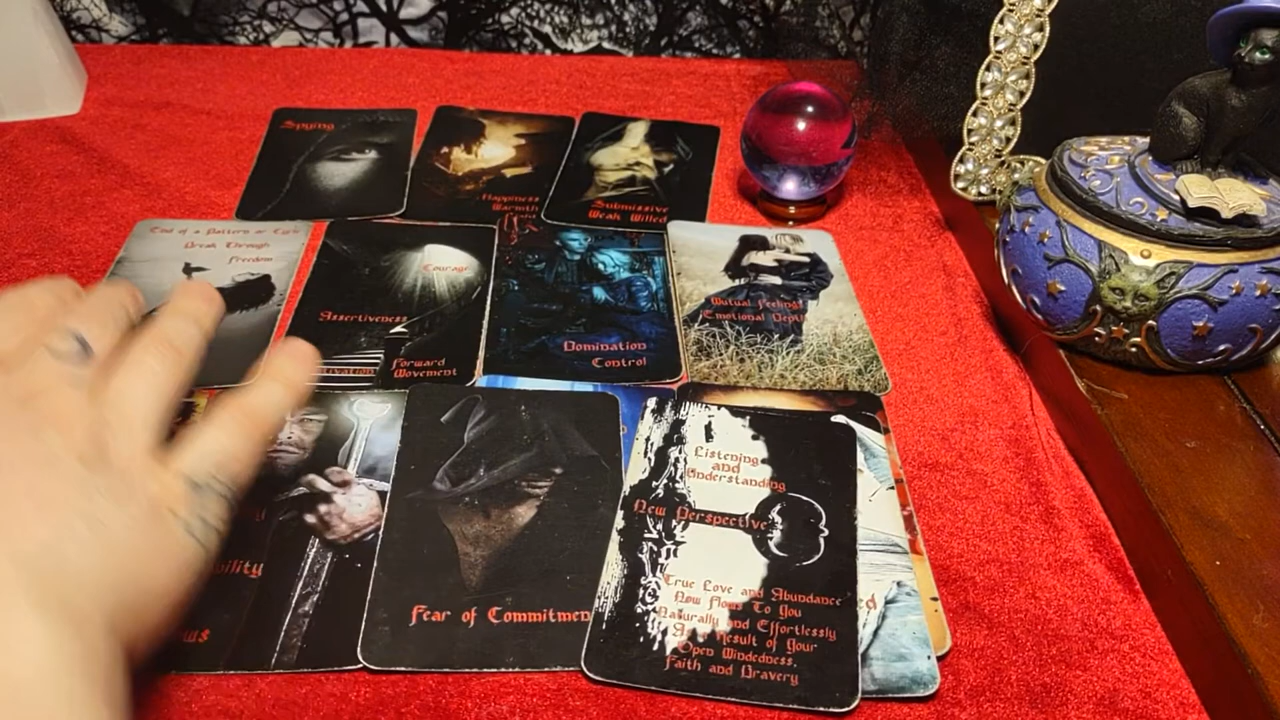 Spying
Happiness
Warmth
Submissive
Weak Willed
End of a Pattern or Cycle
Break Through
Freedom
Courage
Assertiveness
Forward
Movement
Domination
Control
Mutual Feelings
Emotional Depth
Fear of Commitmen
Listening
and
Understanding
New Perspective
True Love and Abundance
Now Flows To You
Naturally and Effortlessly
As a Result of Your
Open Mindedness,
Faith and Bravery